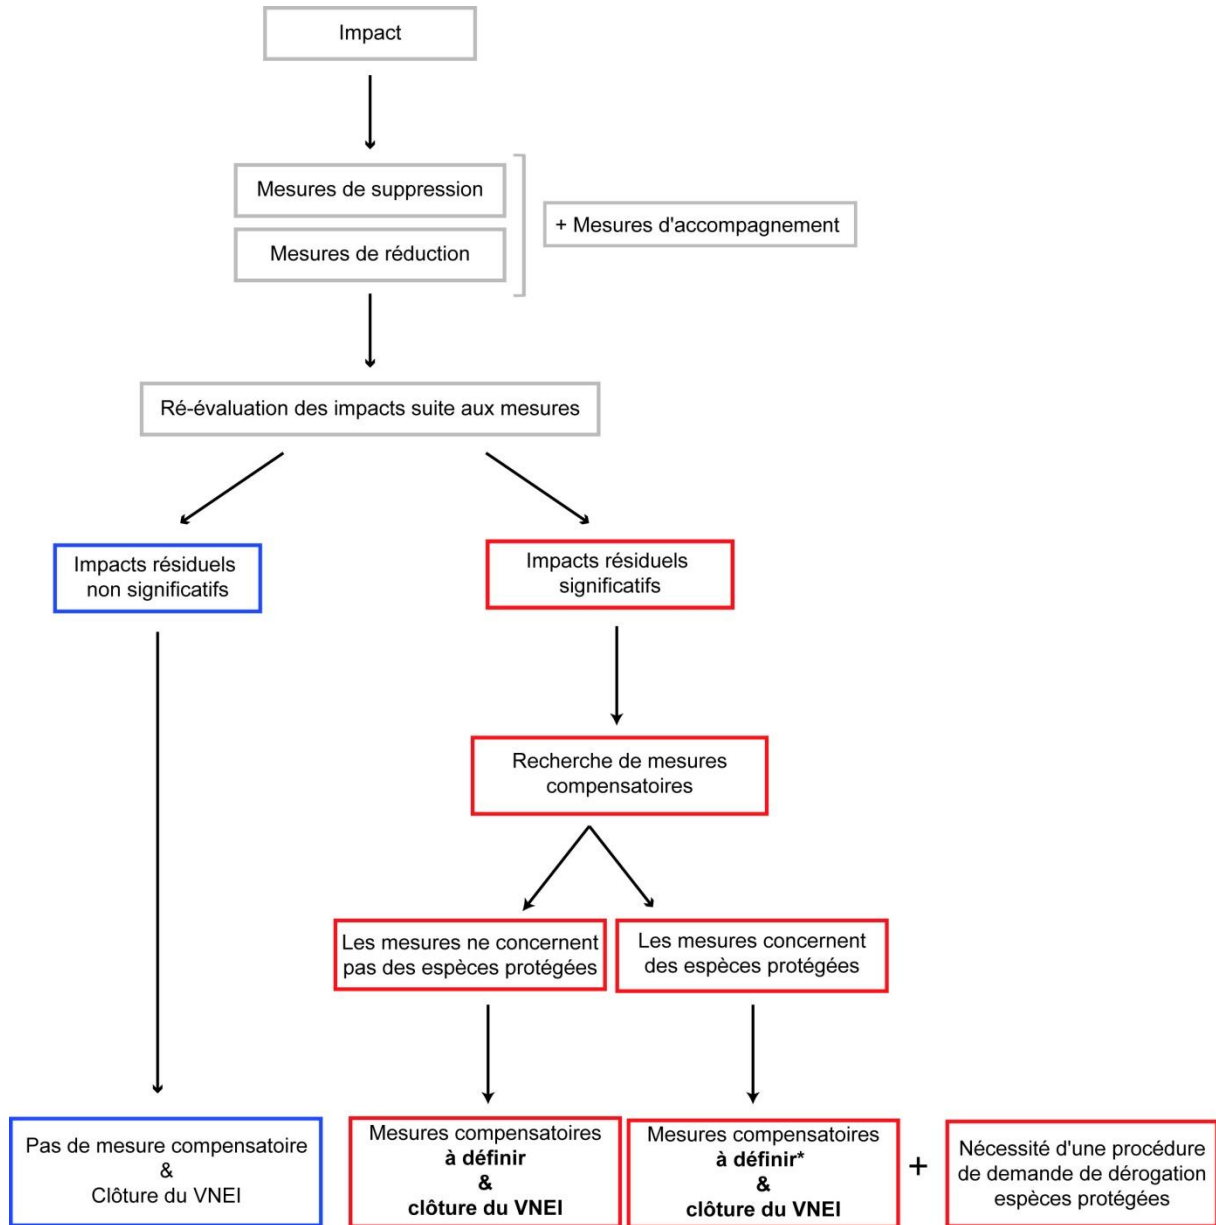 Impact
Mesures de suppression
Mesures de réduction
+ Mesures d'accompagnement
Ré-évaluation des impacts suite aux mesures
Impacts résiduels
non significatifs
Impacts résiduels
significatifs
Recherche de mesures
compensatoires
Les mesures ne concernent
pas des espèces protégées
Les mesures concernent
des espèces protégées
Pas de mesure compensatoire
&
Clôture du VNEI
Mesures compensatoires
à définir
&
clôture du VNEI
Mesures compensatoires
à définir*
&
clôture du VNEI
+
Nécessité d'une procédure
de demande de dérogation
espèces protégées